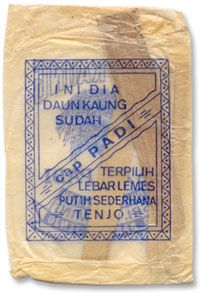 INI DIA
DAUN KAUNG
SUDAH
Cap PADI
TERPILIH
LEBAR LEMES
PUTIH SEDERHANA
TENJO